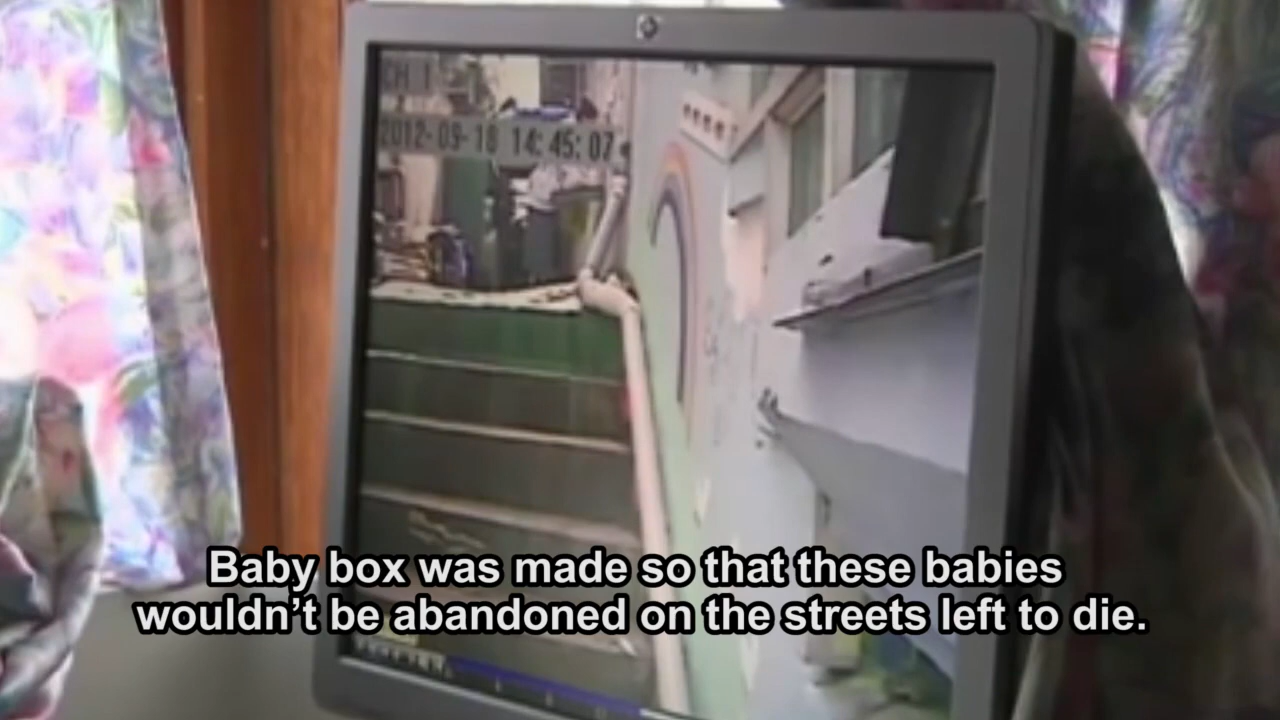 CH 1
2012-09-18 14:45:07
Baby box was made so that these babies
wouldn't be abandoned on the streets left to die.